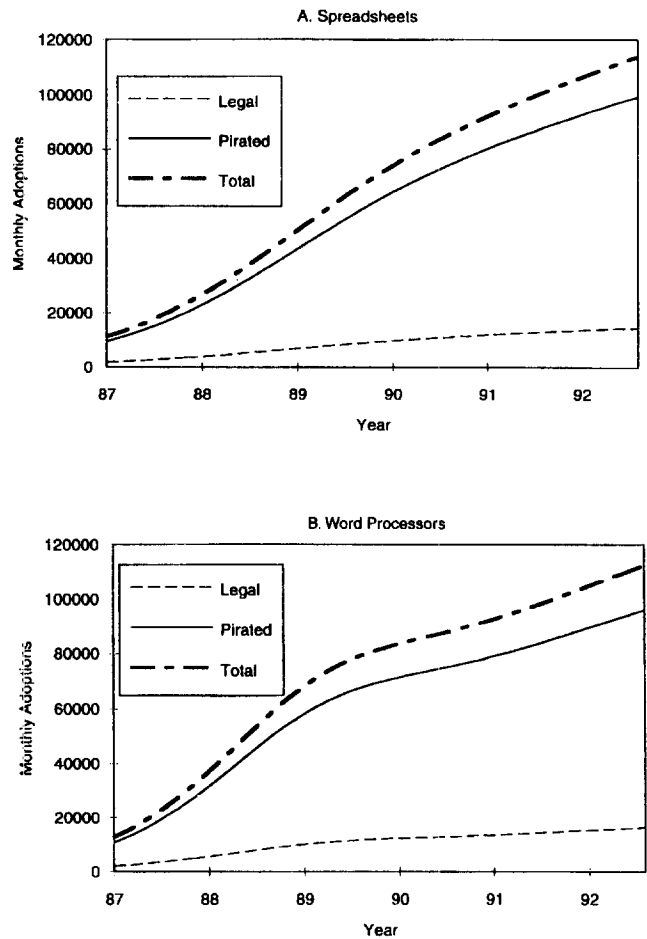 A. Spreadsheets
120000
100000
80000
60000
40000
20000
0
Monthly Adoptions
Legal
Pirated
Total
87
88
89
90
91
92
Year
B. Word Processors
120000
100000
80000
60000
40000
20000
0
Monthly Adoptions
Legal
Pirated
Total
87
88
89
90
91
92
Year